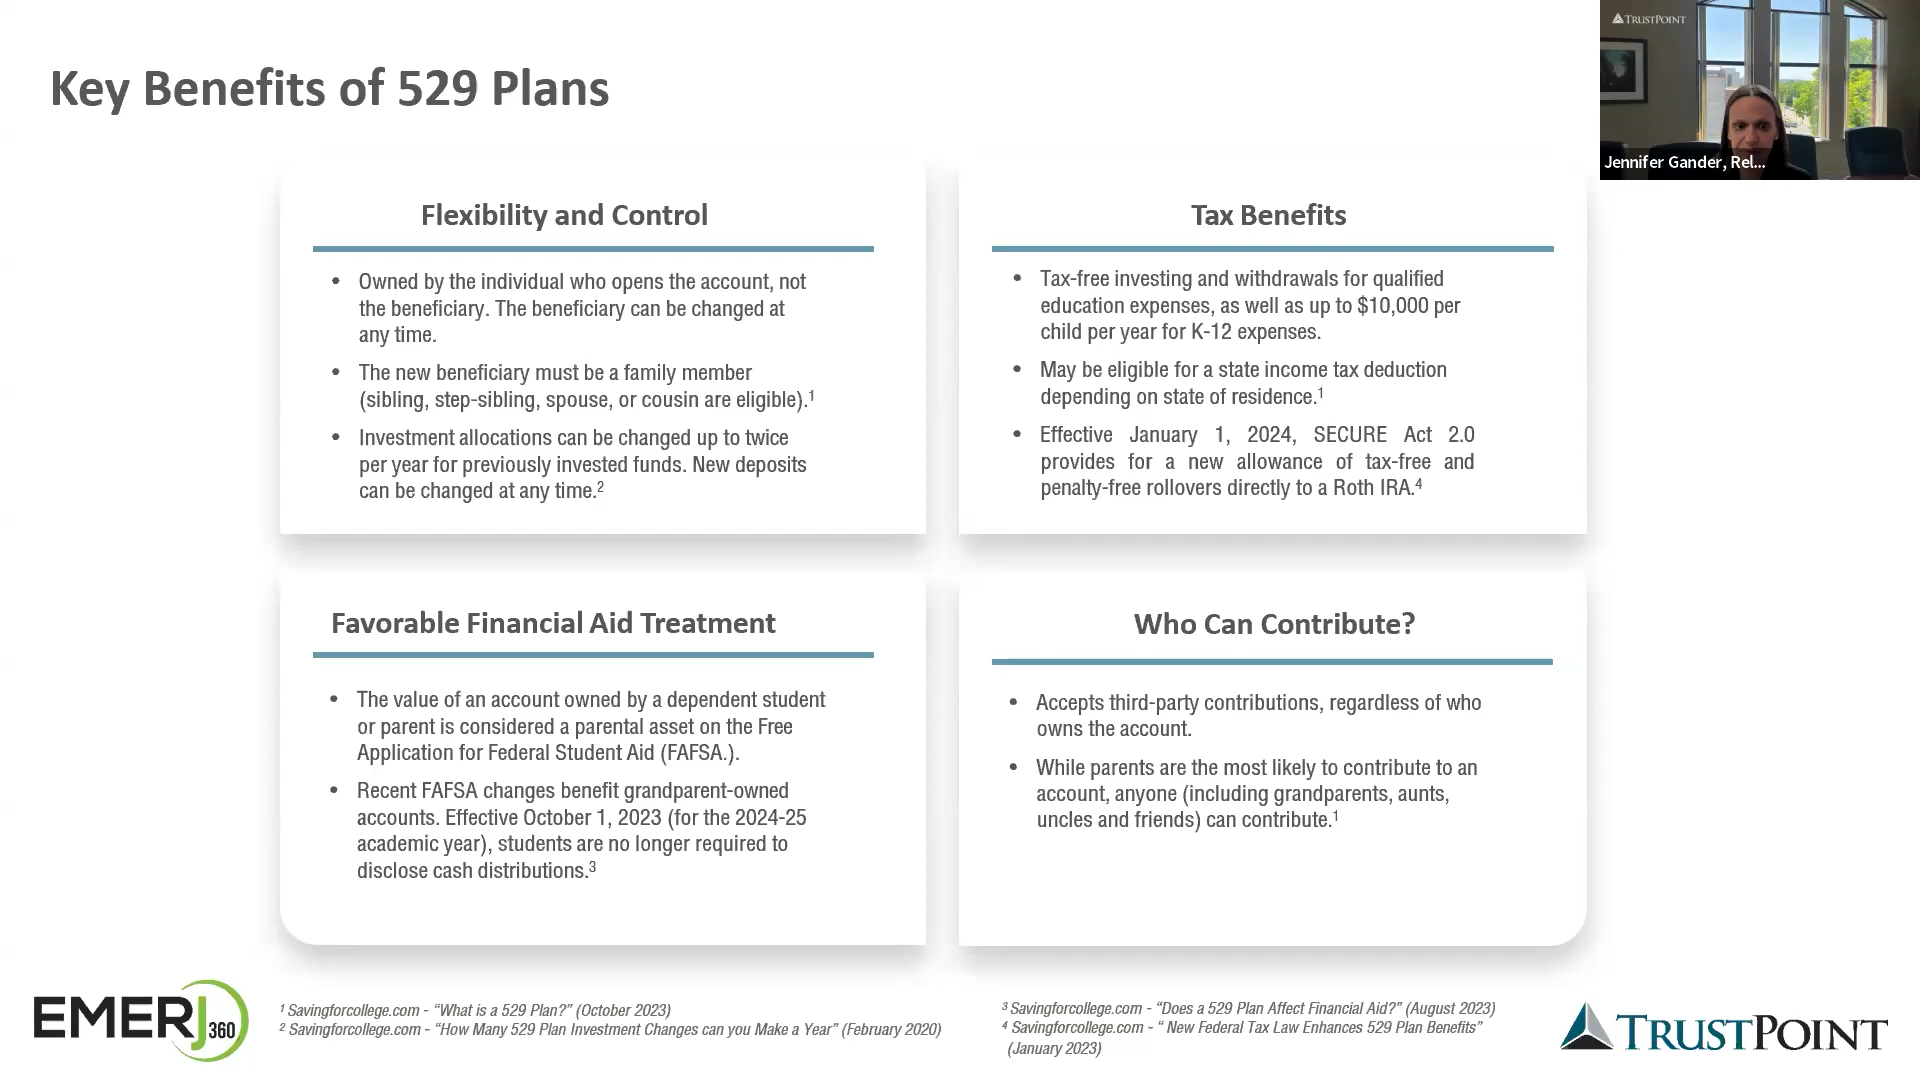 Key Benefits of 529 Plans
TRUSTPOINT
Jennifer Gander, Rel...
Flexibility and Control
• Owned by the individual who opens the account, not
the beneficiary. The beneficiary can be changed at
any time.
• The new beneficiary must be a family member
(sibling, step-sibling, spouse, or cousin are eligible).¹
• Investment allocations can be changed up to twice
per year for previously invested funds. New deposits
can be changed at any time.²
Tax Benefits
• Tax-free investing and withdrawals for qualified
education expenses, as well as up to $10,000 per
child per year for K-12 expenses.
• May be eligible for a state income tax deduction
depending on state of residence.¹
• Effective January 1, 2024, SECURE Act 2.0
provides for a new allowance of tax-free and
penalty-free rollovers directly to a Roth IRA.⁴
Favorable Financial Aid Treatment
• The value of an account owned by a dependent student
or parent is considered a parental asset on the Free
Application for Federal Student Aid (FAFSA.).
• Recent FAFSA changes benefit grandparent-owned
accounts. Effective October 1, 2023 (for the 2024-25
academic year), students are no longer required to
disclose cash distributions.³
Who Can Contribute?
• Accepts third-party contributions, regardless of who
owns the account.
• While parents are the most likely to contribute to an
account, anyone (including grandparents, aunts,
uncles and friends) can contribute.¹
EMERJ360
¹ Savingforcollege.com - “What is a 529 Plan?” (October 2023)
² Savingforcollege.com - “How Many 529 Plan Investment Changes can you Make a Year” (February 2020)
³ Savingforcollege.com - “Does a 529 Plan Affect Financial Aid?” (August 2023)
⁴ Savingforcollege.com - “ New Federal Tax Law Enhances 529 Plan Benefits”
(January 2023)
TRUSTPOINT